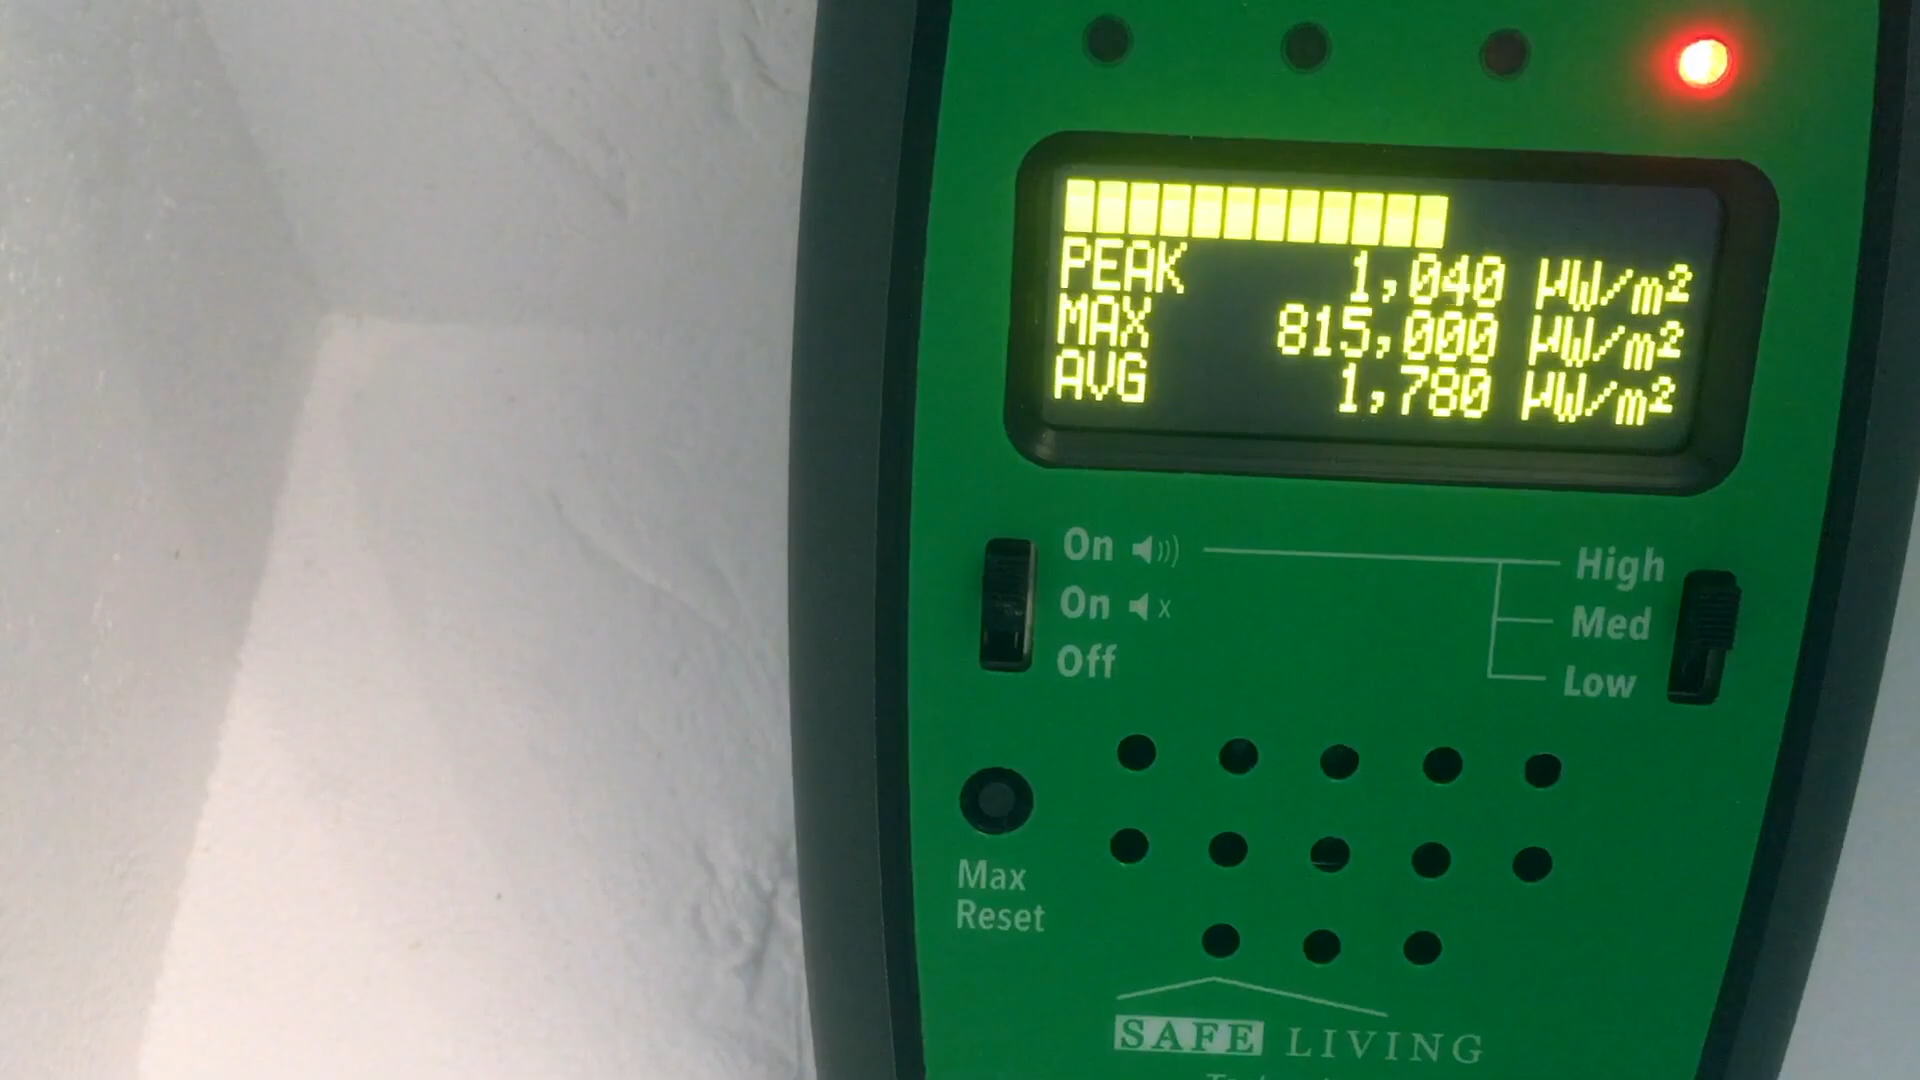 PEAK 1,040 µW/m²
MAX 815,000 µW/m²
AVG 1,780 µW/m²
On High
On x Med
Off Low
Max
Reset
SAFE LIVING